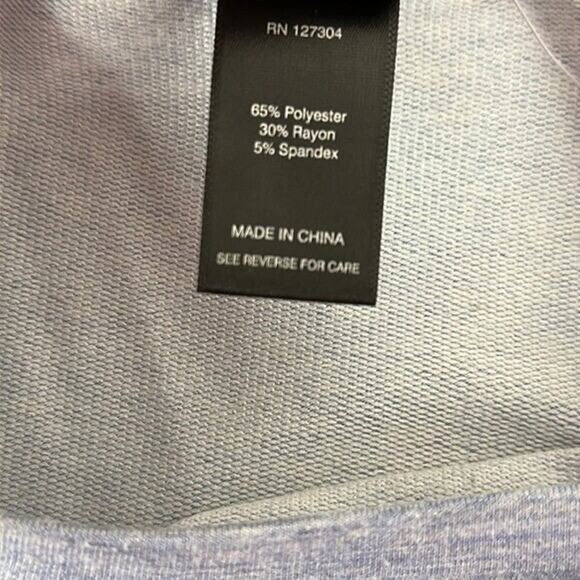 RN 127304
65% Polyester
30% Rayon
5% Spandex
MADE IN CHINA
SEE REVERSE FOR CARE